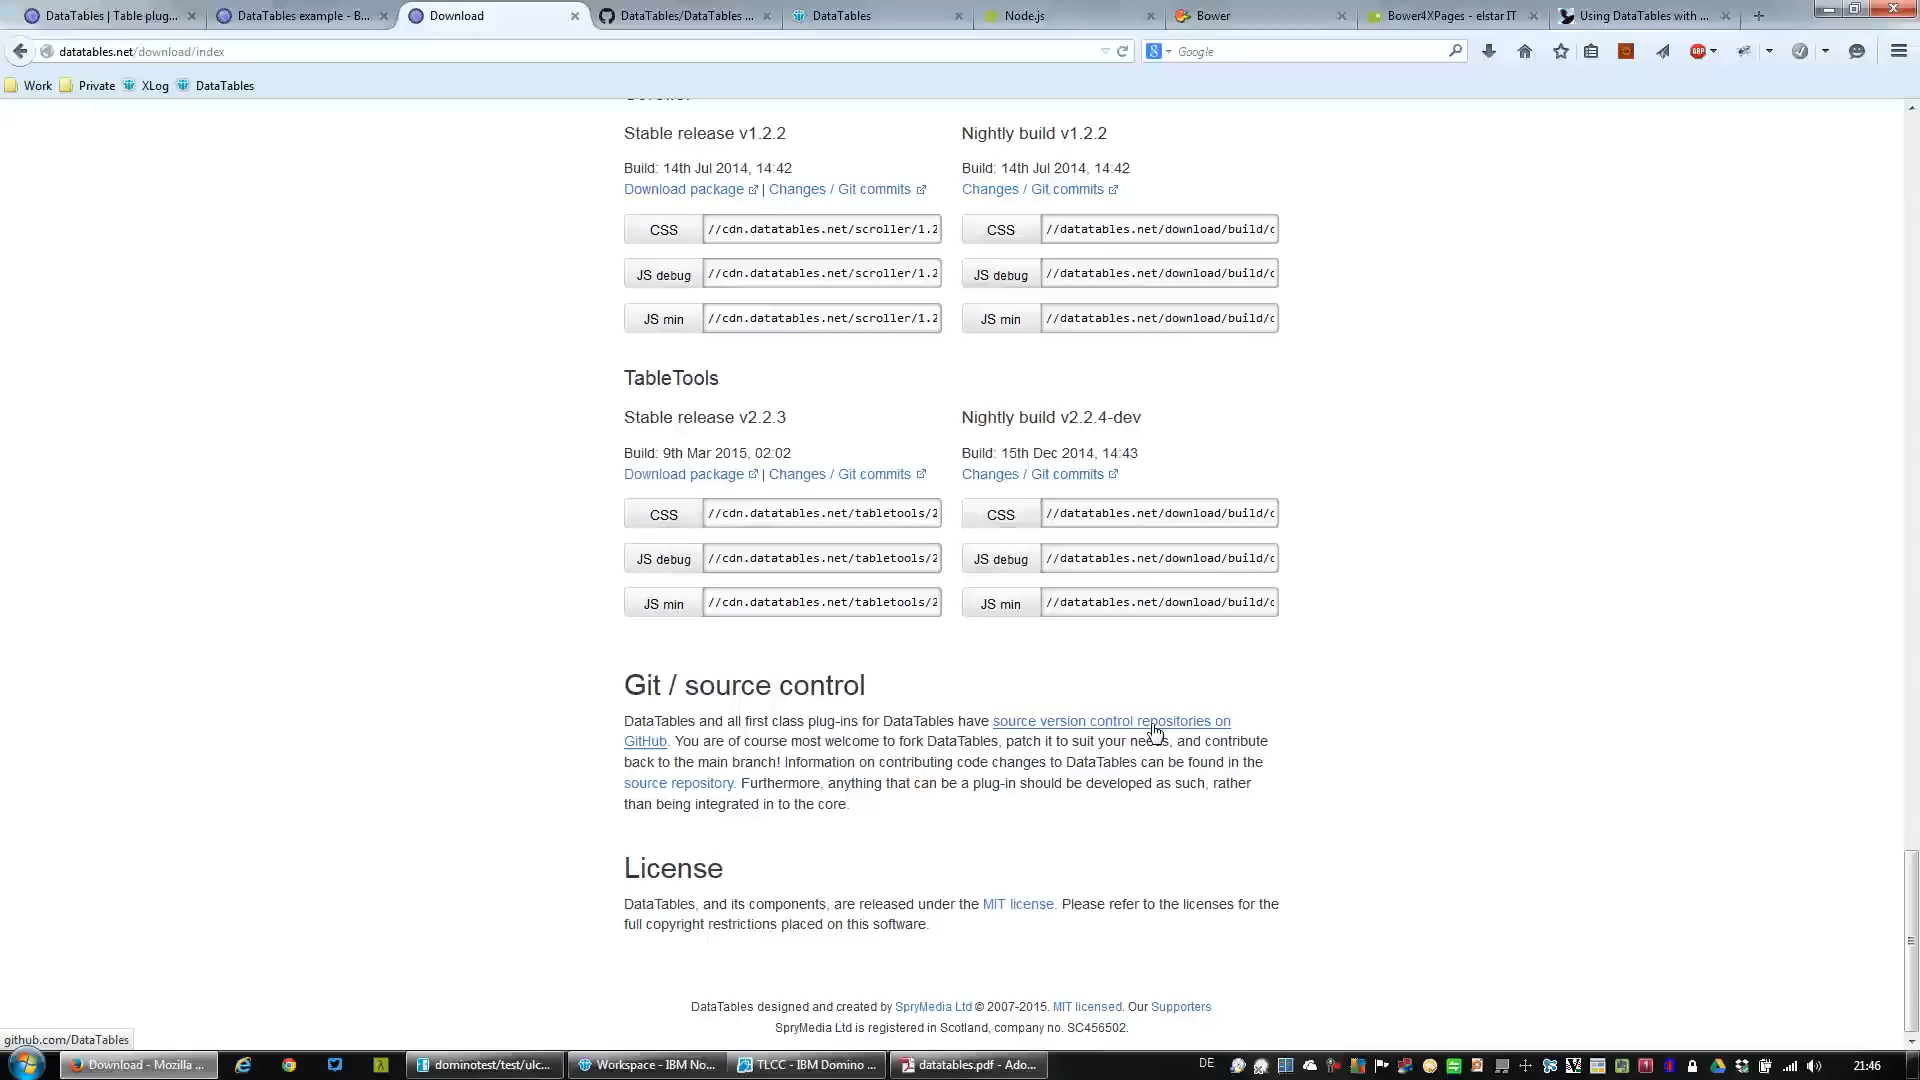 DataTables | Table plug...
DataTables example - B...
Download
DataTables/DataTables ...
DataTables
Node.js
Bower
Bower4XPages - elstar IT
Using DataTables with ...
datatables.net/download/index
Google
ABP
Work
Private
XLog
DataTables
Stable release v1.2.2
Nightly build v1.2.2
Build: 14th Jul 2014, 14:42
Build: 14th Jul 2014, 14:42
Download package | Changes / Git commits
Changes / Git commits
CSS //cdn.datatables.net/scroller/1.2
CSS //datatables.net/download/build/c
JS debug //cdn.datatables.net/scroller/1.2
JS debug //datatables.net/download/build/c
JS min //cdn.datatables.net/scroller/1.2
JS min //datatables.net/download/build/c
TableTools
Stable release v2.2.3
Nightly build v2.2.4-dev
Build: 9th Mar 2015, 02:02
Build: 15th Dec 2014, 14:43
Download package | Changes / Git commits
Changes / Git commits
CSS //cdn.datatables.net/tabletools/2
CSS //datatables.net/download/build/c
JS debug //cdn.datatables.net/tabletools/2
JS debug //datatables.net/download/build/c
JS min //cdn.datatables.net/tabletools/2
JS min //datatables.net/download/build/c
Git / source control
DataTables and all first class plug-ins for DataTables have source version control repositories on
GitHub. You are of course most welcome to fork DataTables, patch it to suit your needs, and contribute
back to the main branch! Information on contributing code changes to DataTables can be found in the
source repository. Furthermore, anything that can be a plug-in should be developed as such, rather
than being integrated in to the core.
License
DataTables, and its components, are released under the MIT license. Please refer to the licenses for the
full copyright restrictions placed on this software.
DataTables designed and created by SpryMedia Ltd © 2007-2015. MIT licensed. Our Supporters
SpryMedia Ltd is registered in Scotland, company no. SC456502.
github.com/DataTables
Download - Mozilla ...
dominotest/test/ulc...
Workspace - IBM No...
TLCC - IBM Domino ...
datatables.pdf - Ado...
DE
21:46